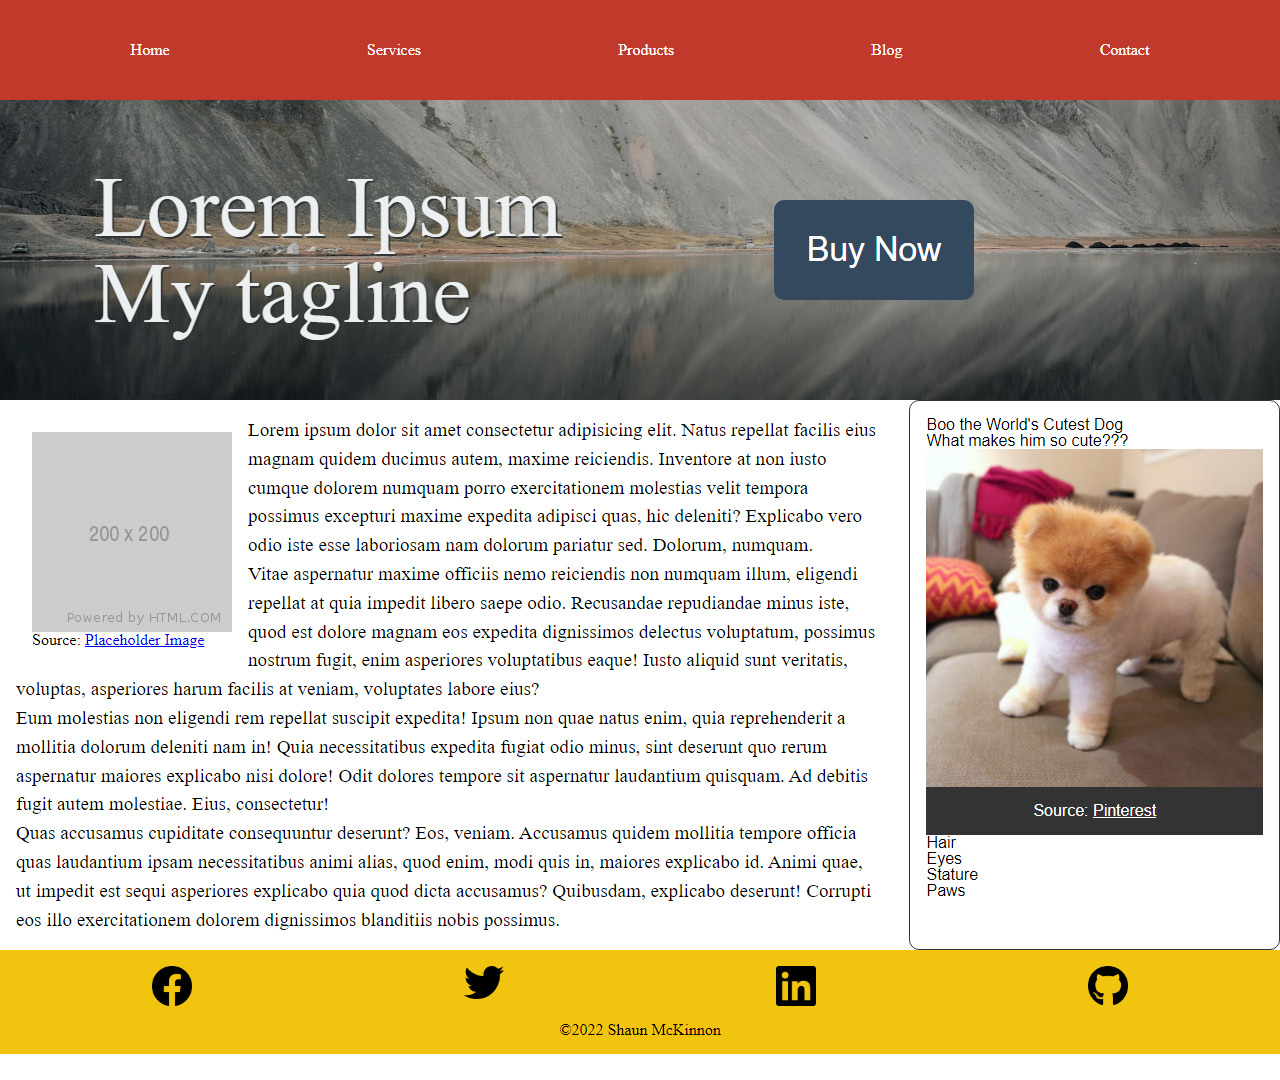 Home Services Products Blog Contact
Lorem Ipsum
My tagline
Buy Now
200 x 200
Powered by HTML.COM
Source: Placeholder Image
Lorem ipsum dolor sit amet consectetur adipisicing elit. Natus repellat facilis eius
magnam quidem ducimus autem, maxime reiciendis. Inventore at non iusto
cumque dolorem numquam porro exercitationem molestias velit tempora
possimus excepturi maxime expedita adipisci quas, hic deleniti? Explicabo vero
odio iste esse laboriosam nam dolorum pariatur sed. Dolorum, numquam.
Vitae aspernatur maxime officiis nemo reiciendis non numquam illum, eligendi
repellat at quia impedit libero saepe odio. Recusandae repudiandae minus iste,
quod est dolore magnam eos expedita dignissimos delectus voluptatum, possimus
nostrum fugit, enim asperiores voluptatibus eaque! Iusto aliquid sunt veritatis,
voluptas, asperiores harum facilis at veniam, voluptates labore eius?
Eum molestias non eligendi rem repellat suscipit expedita! Ipsum non quae natus enim, quia reprehenderit a
mollitia dolorum deleniti nam in! Quia necessitatibus expedita fugiat odio minus, sint deserunt quo rerum
aspernatur maiores explicabo nisi dolore! Odit dolores tempore sit aspernatur laudantium quisquam. Ad debitis
fugit autem molestiae. Eius, consectetur!
Quas accusamus cupiditate consequuntur deserunt? Eos, veniam. Accusamus quidem mollitia tempore officia
quas laudantium ipsam necessitatibus animi alias, quod enim, modi quis in, maiores explicabo id. Animi quae,
ut impedit est sequi asperiores explicabo quia quod dicta accusamus? Quibusdam, explicabo deserunt! Corrupti
eos illo exercitationem dolorem dignissimos blanditiis nobis possimus.
Boo the World's Cutest Dog
What makes him so cute???
Source: Pinterest
Hair
Eyes
Stature
Paws
©2022 Shaun McKinnon